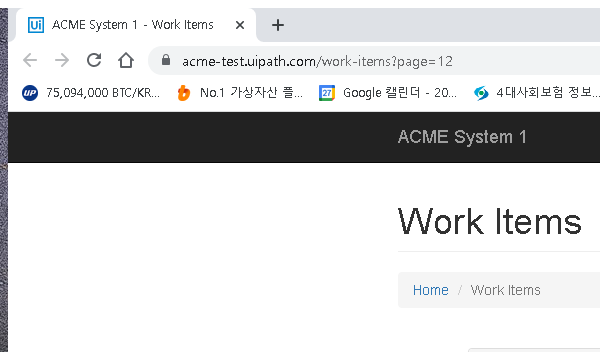 Ui ACME System 1 - Work Items
acme-test.uipath.com/work-items?page=12
UP 75,094,000 BTC/KR... No.1 가상자산 플... 27 Google 캘린더 - 20... 4대사회보험 정보...
ACME System 1
Work Items
Home / Work Items